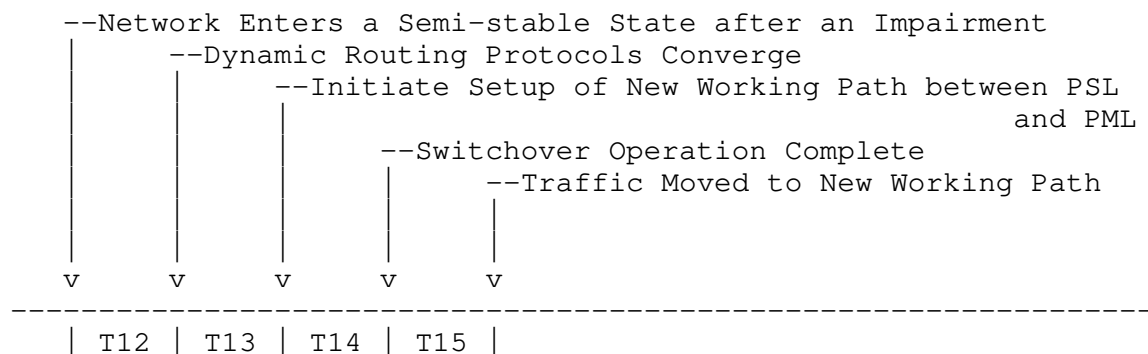 --Network Enters a Semi-stable State after an Impairment
| --Dynamic Routing Protocols Converge
| | --Initiate Setup of New Working Path between PSL
| | | and PML
| | | --Switchover Operation Complete
| | | | --Traffic Moved to New Working Path
| | | | |
| | | | |
v v v v v
-----------------------------------------------------------------
| T12 | T13 | T14 | T15 |